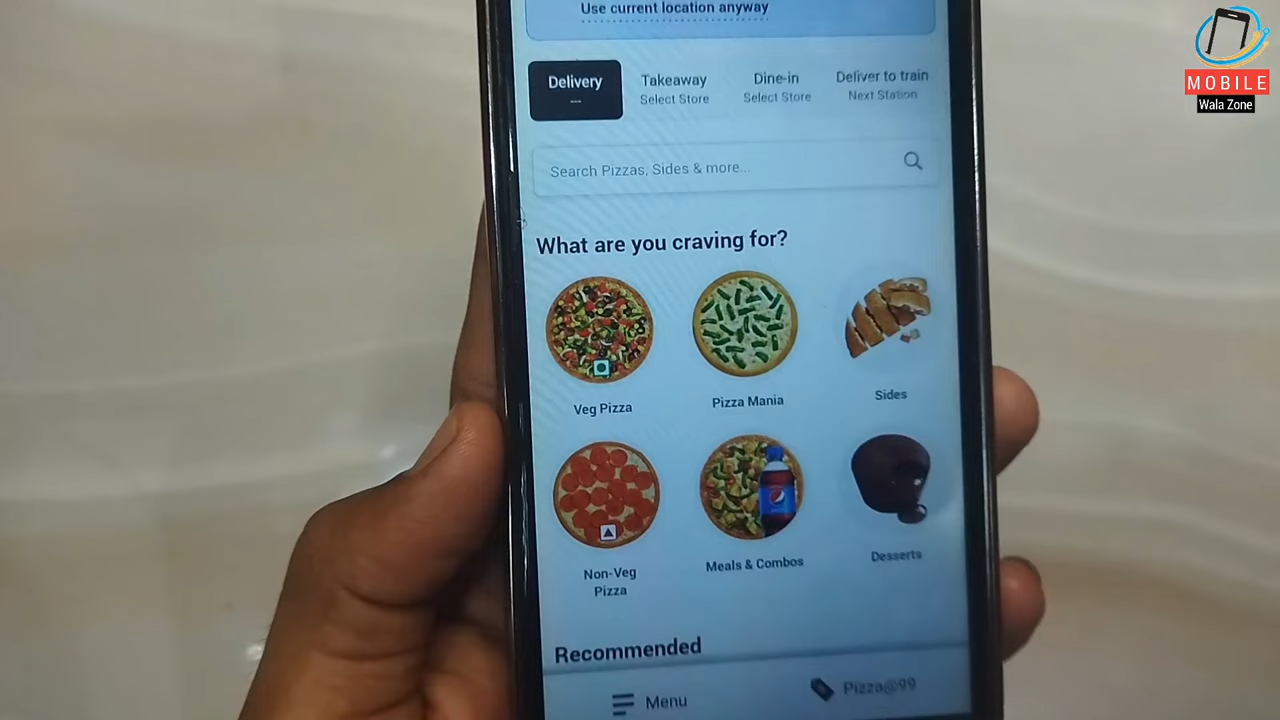 Use current location anyway
Delivery
Takeaway
Select Store
Dine-in
Select Store
Deliver to train
Next Station
Search Pizzas, Sides & more...
What are you craving for?
Veg Pizza
Pizza Mania
Sides
Non-Veg
Pizza
Meals & Combos
Desserts
Recommended
Menu
Pizza@99
MOBILE
Wala Zone